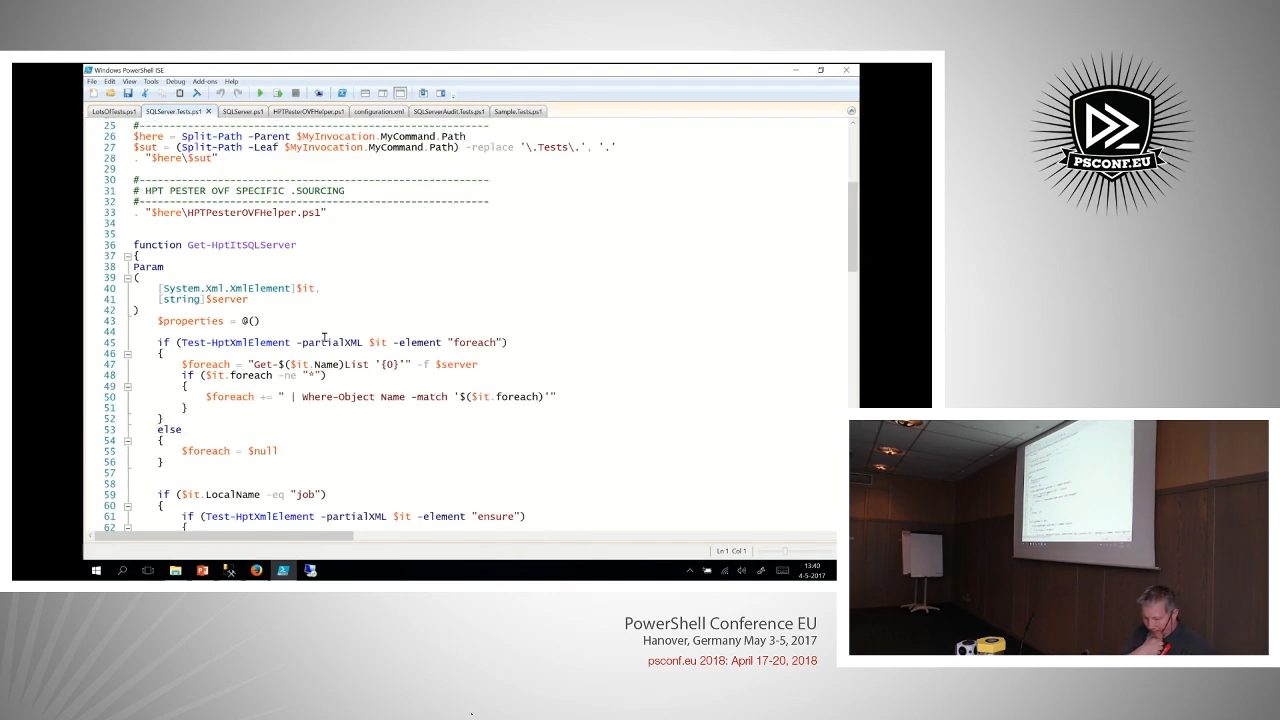 Windows PowerShell ISE
File Edit View Tools Debug Add-ons Help
LotsOfTests.ps1 SQLServer.Tests.ps1 SQLServer.ps1 HPTPesterOVFHelper.ps1 configuration.xml SQLServerAudit.Tests.ps1 Sample.Tests.ps1
25 #-----------------------------------------------------------
26 $here = Split-Path -Parent $MyInvocation.MyCommand.Path
27 $sut = (Split-Path -Leaf $MyInvocation.MyCommand.Path) -replace '\.Tests\.', '.'
28 . "$here\$sut"
29
30 #-----------------------------------------------------------
31 # HPT PESTER OVF SPECIFIC .SOURCING
32 #-----------------------------------------------------------
33 . "$here\HPTPesterOVFHelper.ps1"
34
35
36 function Get-HptItSQLServer
37 {
38 Param
39 (
40 [System.Xml.XmlElement]$it,
41 [string]$server
42 )
43 $properties = @()
44
45 if (Test-HptXmlElement -partialXML $it -element "foreach")
46 {
47 $foreach = "Get-$($it.Name)List '{0}'" -f $server
48 if ($it.foreach -ne "*")
49 {
50 $foreach += " | Where-Object Name -match '$($it.foreach)'"
51 }
52 }
53 else
54 {
55 $foreach = $null
56 }
57
58
59 if ($it.LocalName -eq "job")
60 {
61 if (Test-HptXmlElement -partialXML $it -element "ensure")
62 {
Ln 1 Col 1
13:40
4-5-2017
PSCONF.EU
PowerShell Conference EU
Hanover, Germany May 3-5, 2017
psconf.eu 2018: April 17-20, 2018